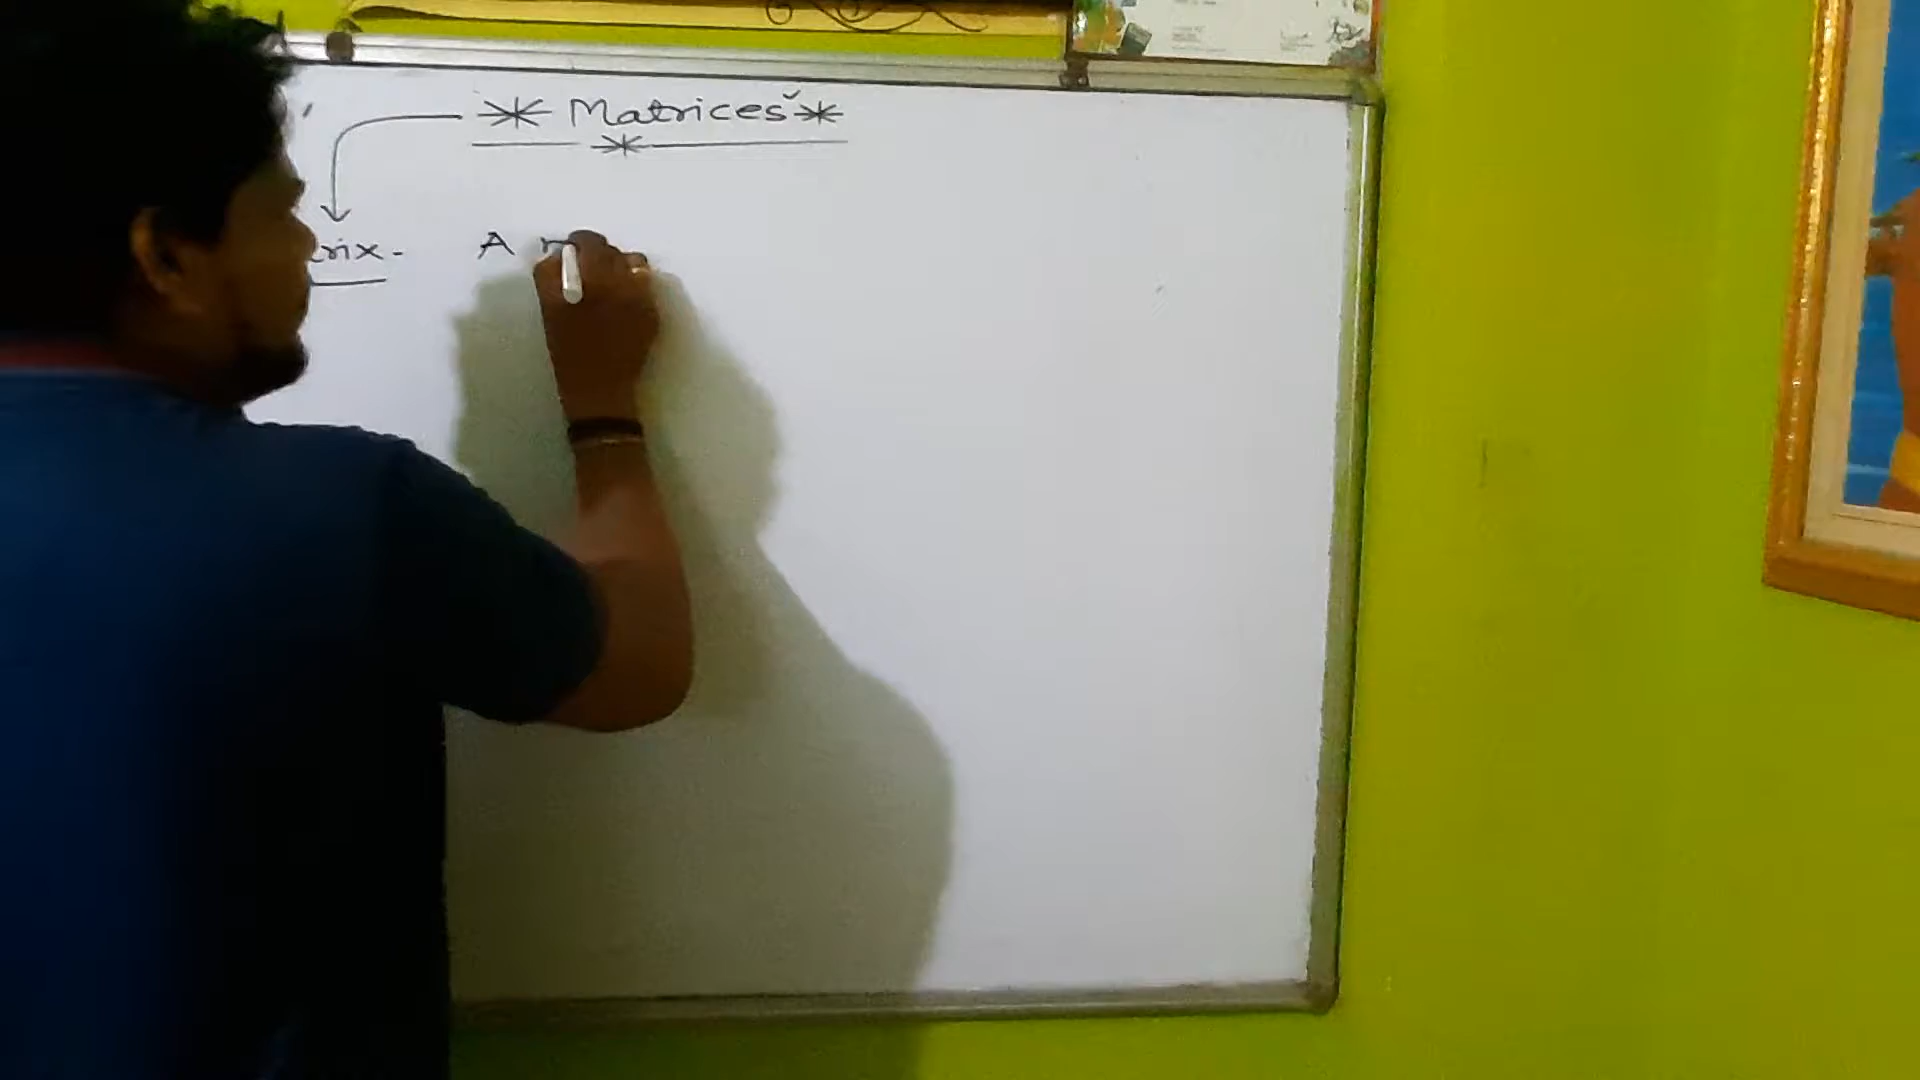 * Matrices *
*
rix- A